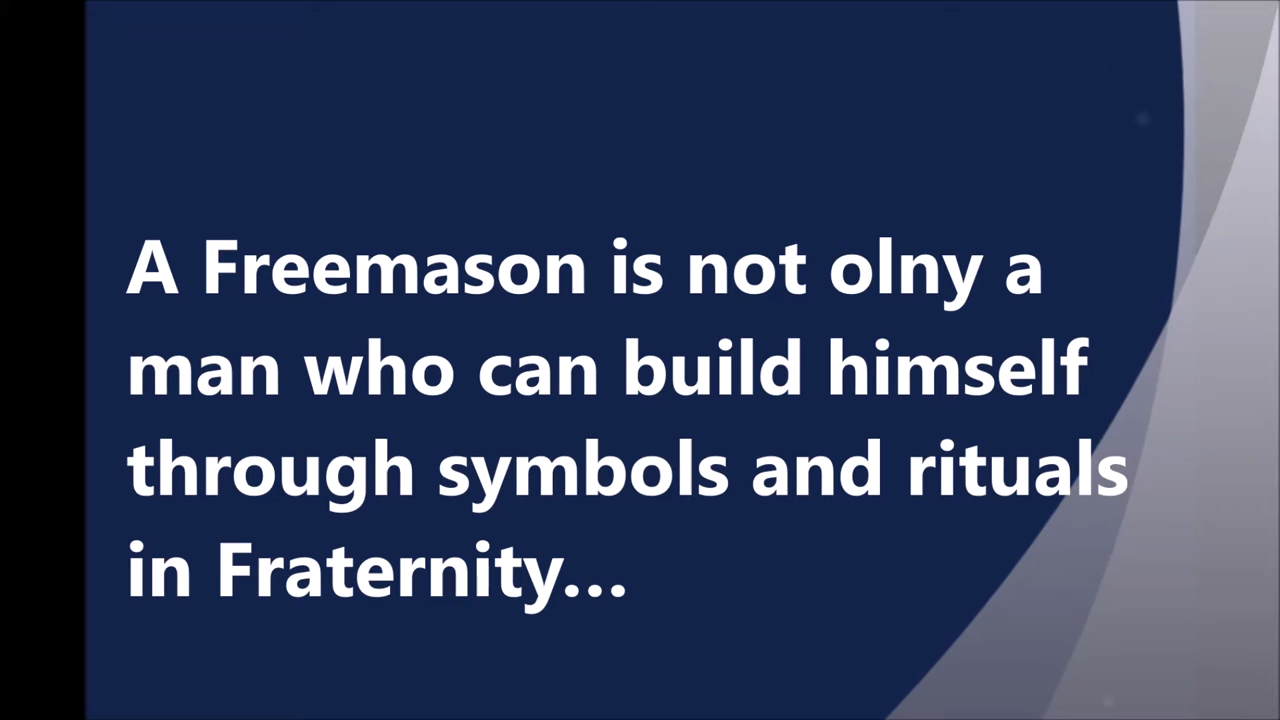 A Freemason is not olny a
man who can build himself
through symbols and rituals
in Fraternity...